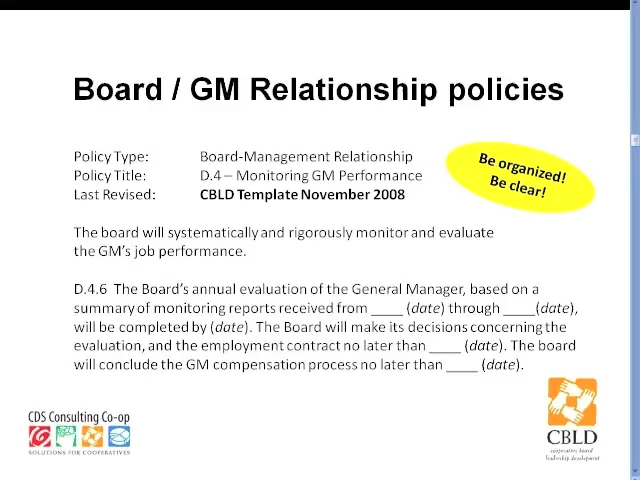 Board / GM Relationship policies
Policy Type: Board-Management Relationship
Policy Title: D.4 – Monitoring GM Performance
Last Revised: CBLD Template November 2008
Be organized!
Be clear!
The board will systematically and rigorously monitor and evaluate
the GM's job performance.
D.4.6 The Board's annual evaluation of the General Manager, based on a
summary of monitoring reports received from ____ (date) through ____(date),
will be completed by (date). The Board will make its decisions concerning the
evaluation, and the employment contract no later than ____ (date). The board
will conclude the GM compensation process no later than ____ (date).
CDS Consulting Co-op
SOLUTIONS FOR COOPERATIVES
CBLD
cooperative board
leadership development